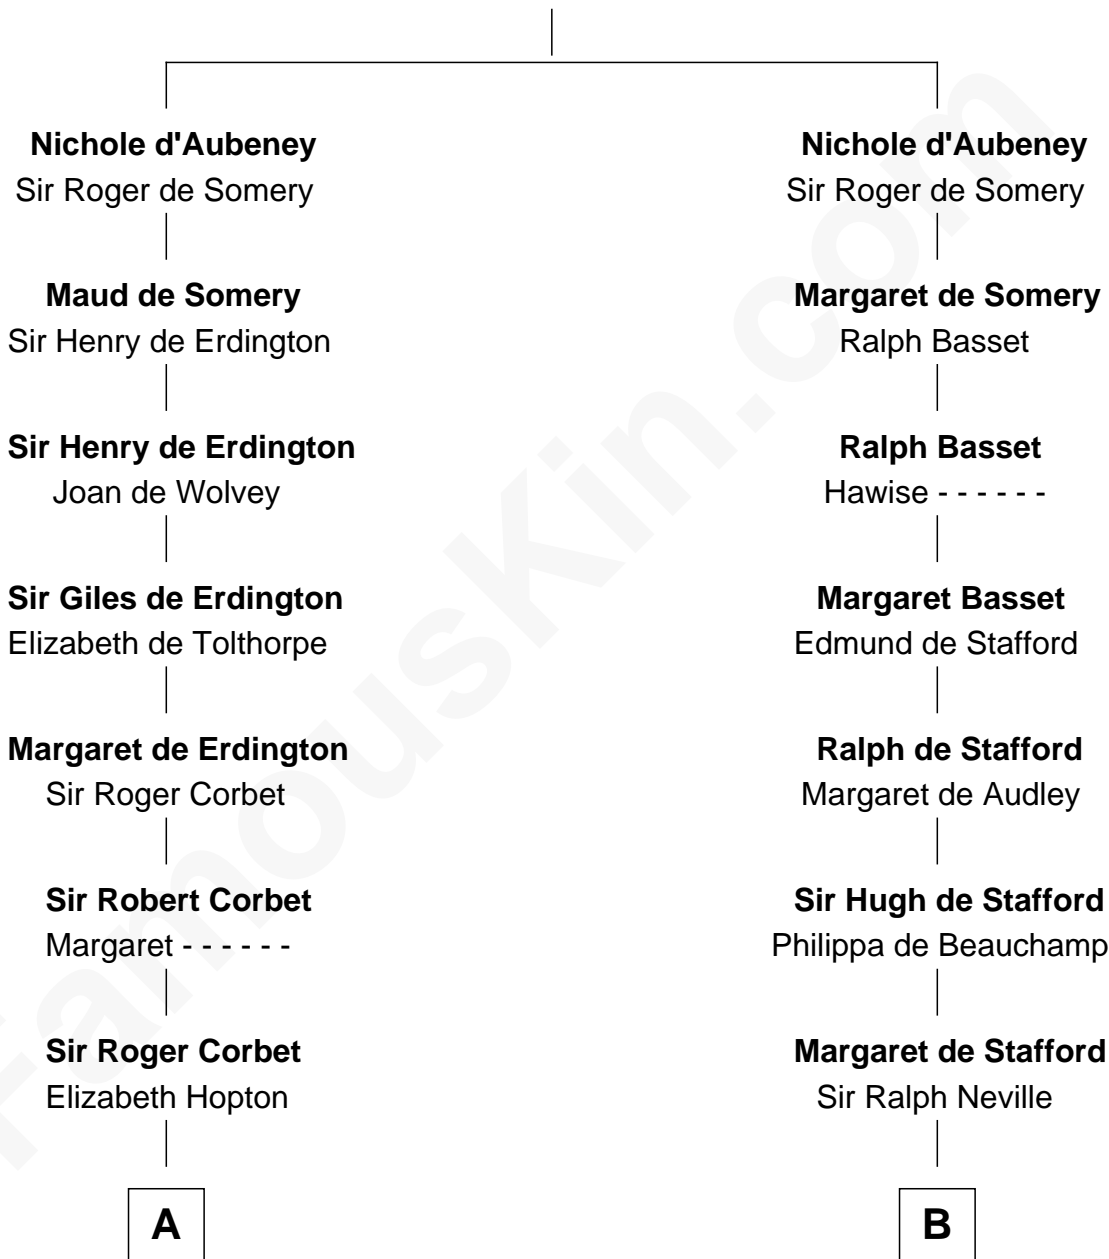 Nichole d'Aubeney
Sir Roger de Somery
Maud de Somery
Sir Henry de Erdington
Sir Henry de Erdington
Joan de Wolvey
Sir Giles de Erdington
Elizabeth de Tolthorpe
Margaret de Erdington
Sir Roger Corbet
Sir Robert Corbet
Margaret - - - - - -
Sir Roger Corbet
Elizabeth Hopton
A
Nichole d'Aubeney
Sir Roger de Somery
Margaret de Somery
Ralph Basset
Ralph Basset
Hawise - - - - - -
Margaret Basset
Edmund de Stafford
Ralph de Stafford
Margaret de Audley
Sir Hugh de Stafford
Philippa de Beauchamp
Margaret de Stafford
Sir Ralph Neville
B
FamousKin.com